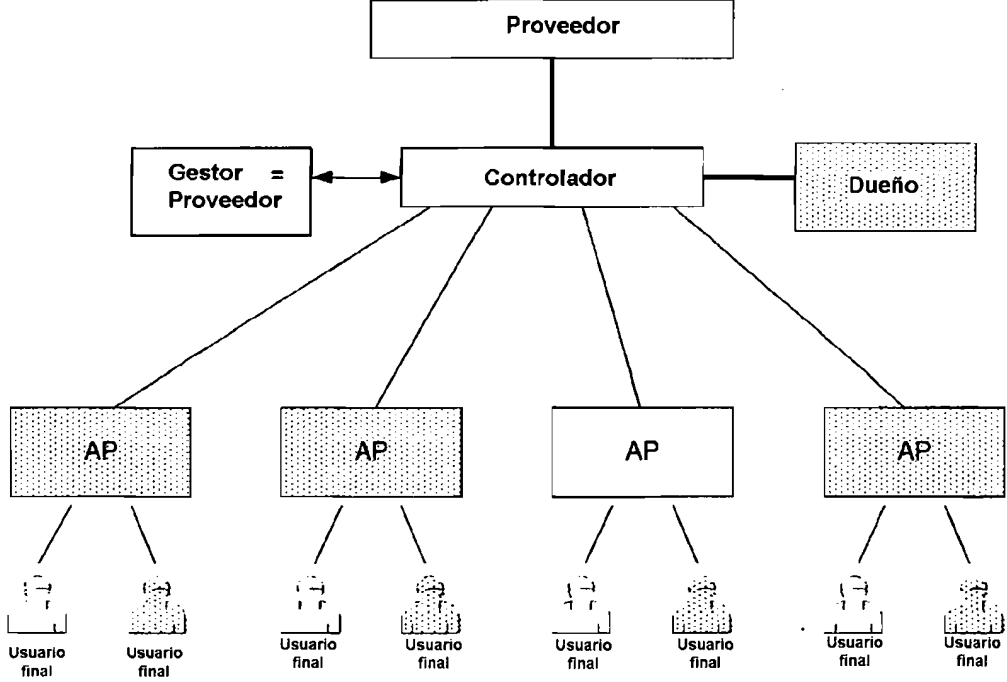 Proveedor
Gestor =
Proveedor
Controlador
Dueño
AP
AP
AP
AP
Usuario
final
Usuario
final
Usuario
final
Usuario
final
Usuario
final
Usuario
final
Usuario
final
Usuario
final